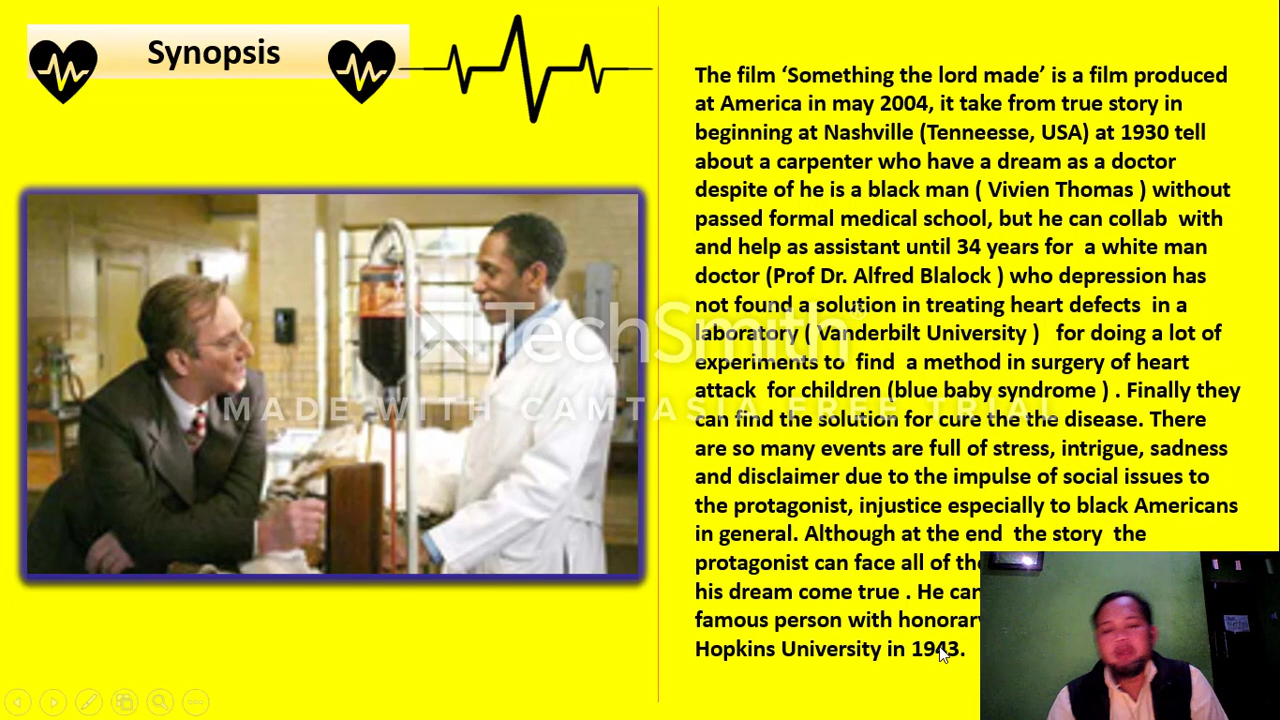 Synopsis
The film ‘Something the lord made’ is a film produced
at America in may 2004, it take from true story in
beginning at Nashville (Tenneesse, USA) at 1930 tell
about a carpenter who have a dream as a doctor
despite of he is a black man ( Vivien Thomas ) without
passed formal medical school, but he can collab with
and help as assistant until 34 years for a white man
doctor (Prof Dr. Alfred Blalock ) who depression has
not found a solution in treating heart defects in a
laboratory ( Vanderbilt University ) for doing a lot of
experiments to find a method in surgery of heart
attack for children (blue baby syndrome ) . Finally they
can find the solution for cure the the disease. There
are so many events are full of stress, intrigue, sadness
and disclaimer due to the impulse of social issues to
the protagonist, injustice especially to black Americans
in general. Although at the end the story the
protagonist can face all of
his dream come true . He can
famous person with
Hopkins University in 1943.
TechSmith®
MADE WITH CAMTASIA FREE TRIAL